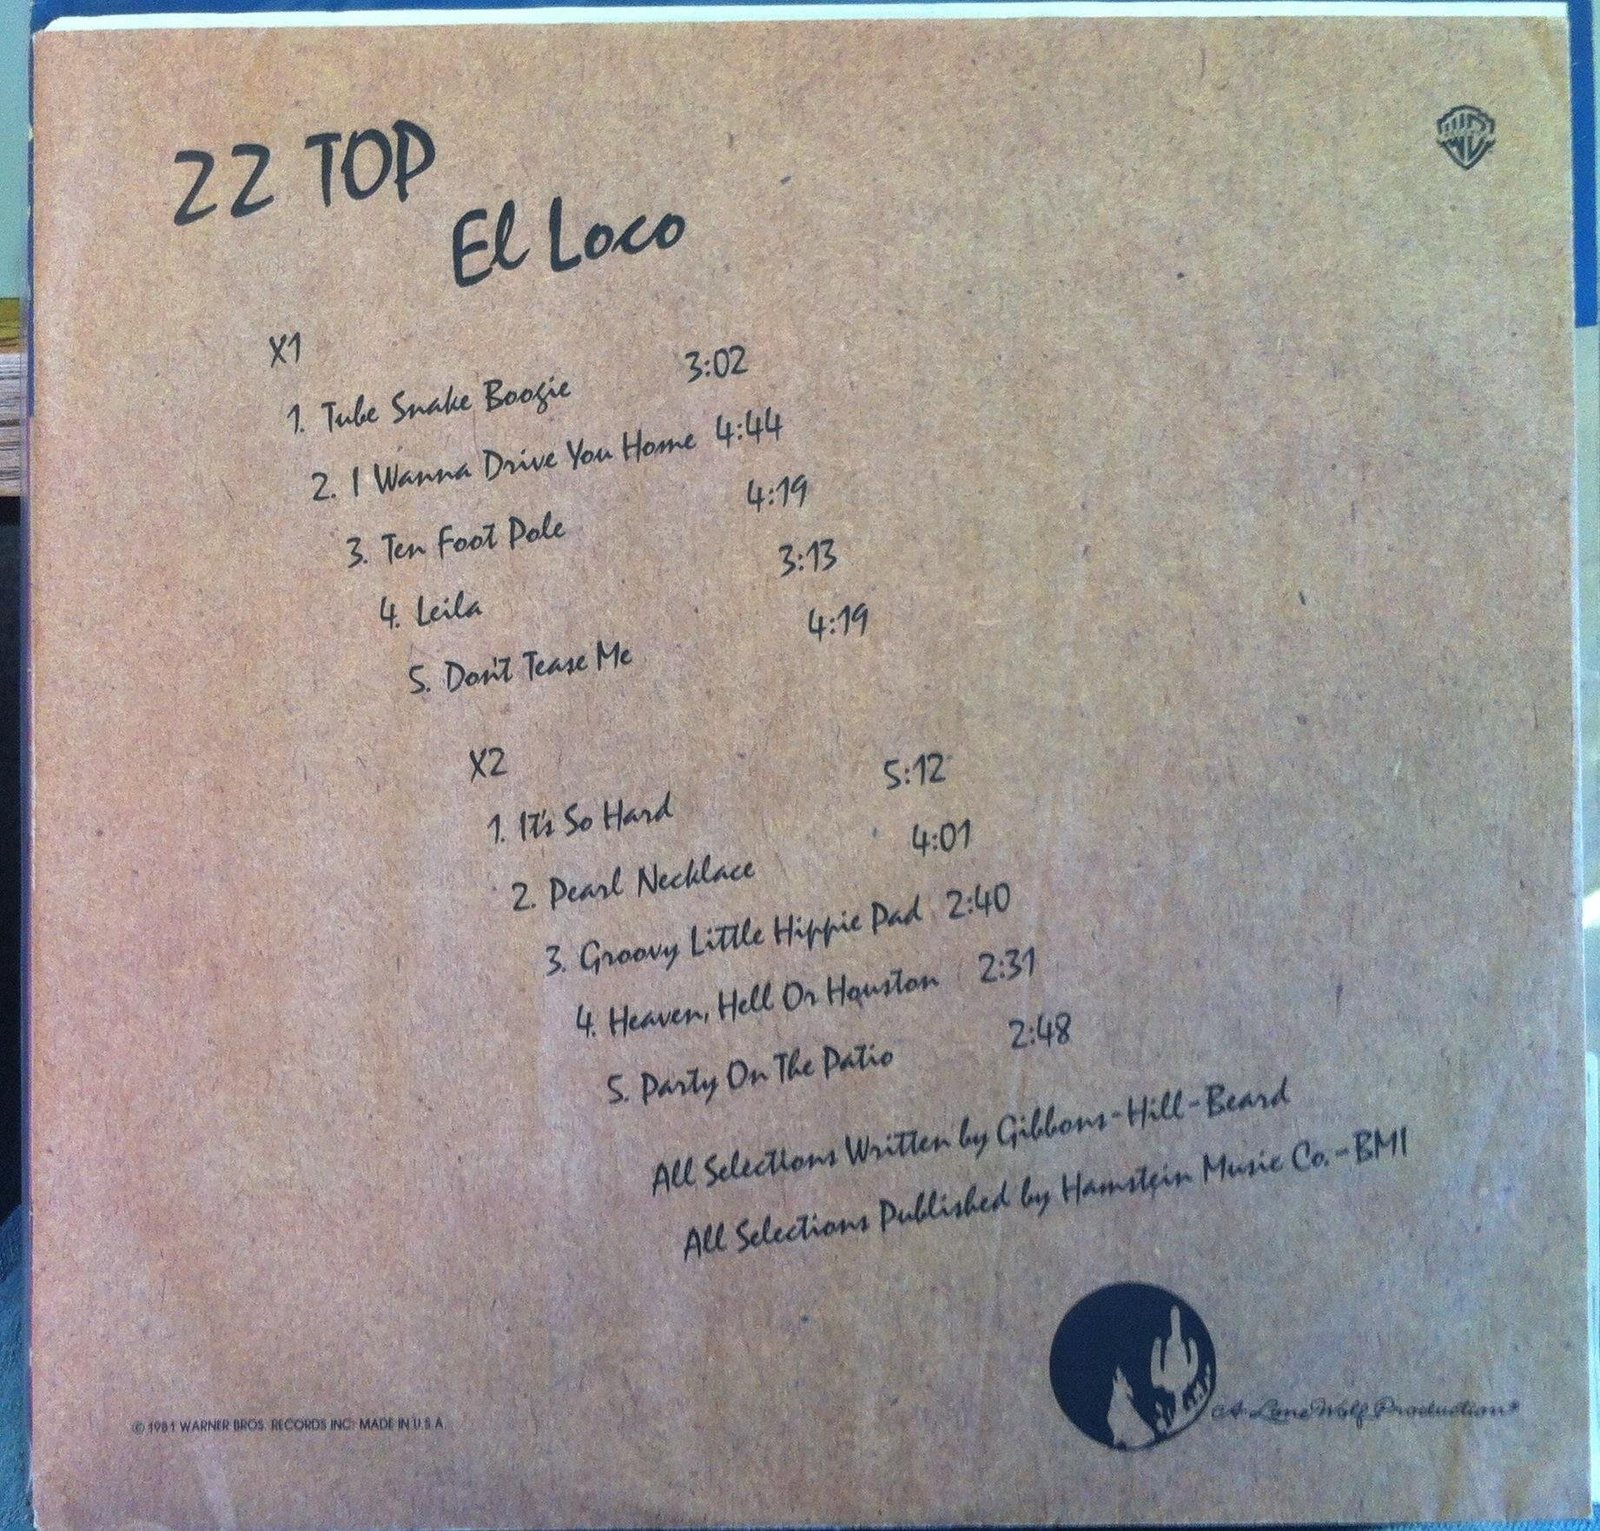 ZZ TOP
El Loco
X1
1. Tube Snake Boogie 3:02
2. I Wanna Drive You Home 4:44
3. Ten Foot Pole 4:19
4. Leila 3:13
5. Don't Tease Me 4:19
X2
1. It's So Hard 5:12
2. Pearl Necklace 4:01
3. Groovy Little Hippie Pad 2:40
4. Heaven, Hell Or Houston 2:31
5. Party On The Patio 2:48
All Selections Written by Gibbons-Hill-Beard
All Selections Published by Hamstein Music Co.-BMI
A Lone Wolf Production®
© 1981 WARNER BROS. RECORDS INC. MADE IN U.S.A.
WB